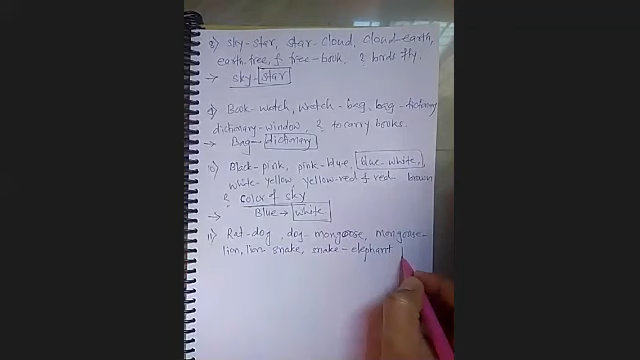 8) Sky-star, star-cloud, cloud-earth,
earth-tree, & tree-book, & birds fly.
→ sky-star
9) Book-watch, watch-bag, bag-dictionary
dictionary-window, & to carry books.
→ Bag- dictionary
10) Black-pink, pink-blue, blue-white,
white-yellow, yellow-red & red- brown
& color of sky
→ Blue → white
11) Rat-dog, dog-mongoose, mongoose-
lion, lion-snake, snake-elephant